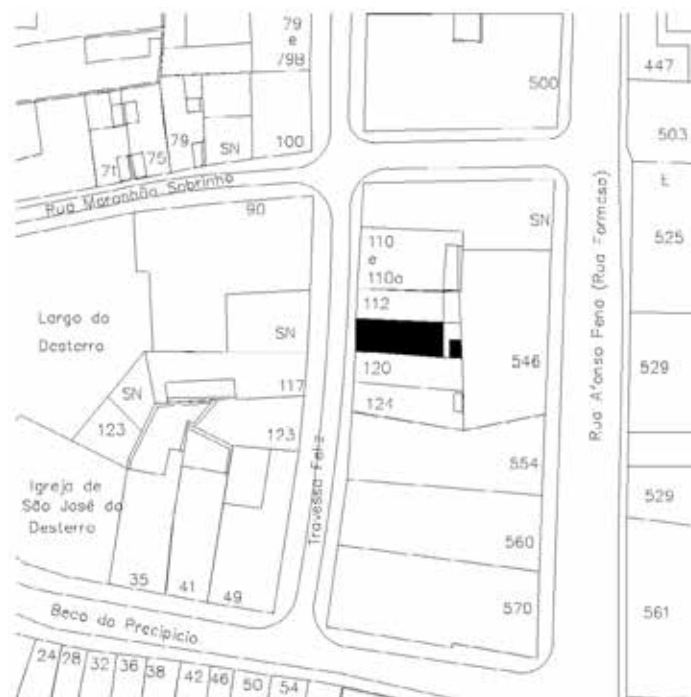 79
e
79B
447
500
503
79
75
71
SN
100
Rua Maranhão Sobrinho
90
SN
110
e
110a
112
525
Largo do
Desterro
SN
546
529
117
120
SN
124
123
123
Rua Afonso Pena (Rua Formosa)
Travessa Feliz
Igreja de
São José do
Desterro
554
529
560
35
41
49
570
561
Beco do Precipício
24
28
32
36
38
42
46
50
54